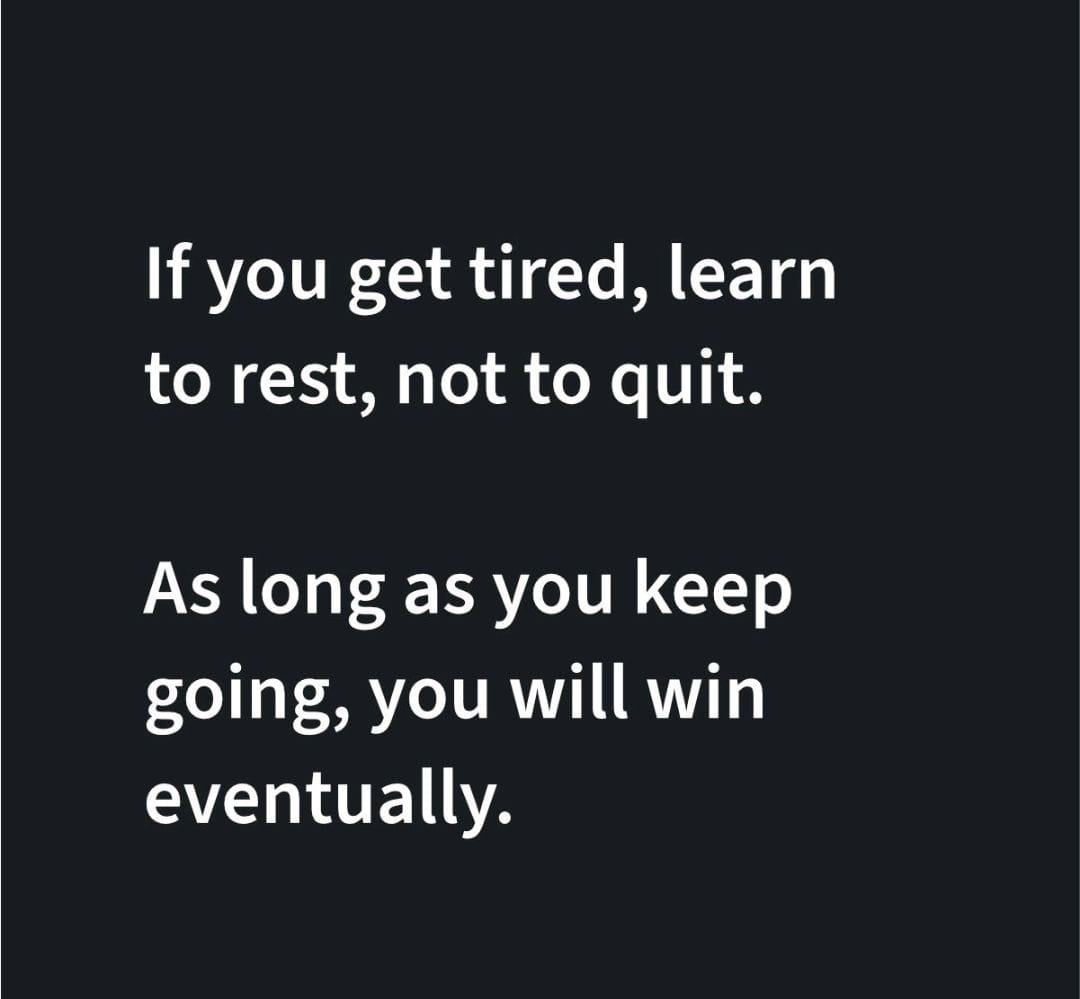 If you get tired, learn
to rest, not to quit.
As long as you keep
going, you will win
eventually.